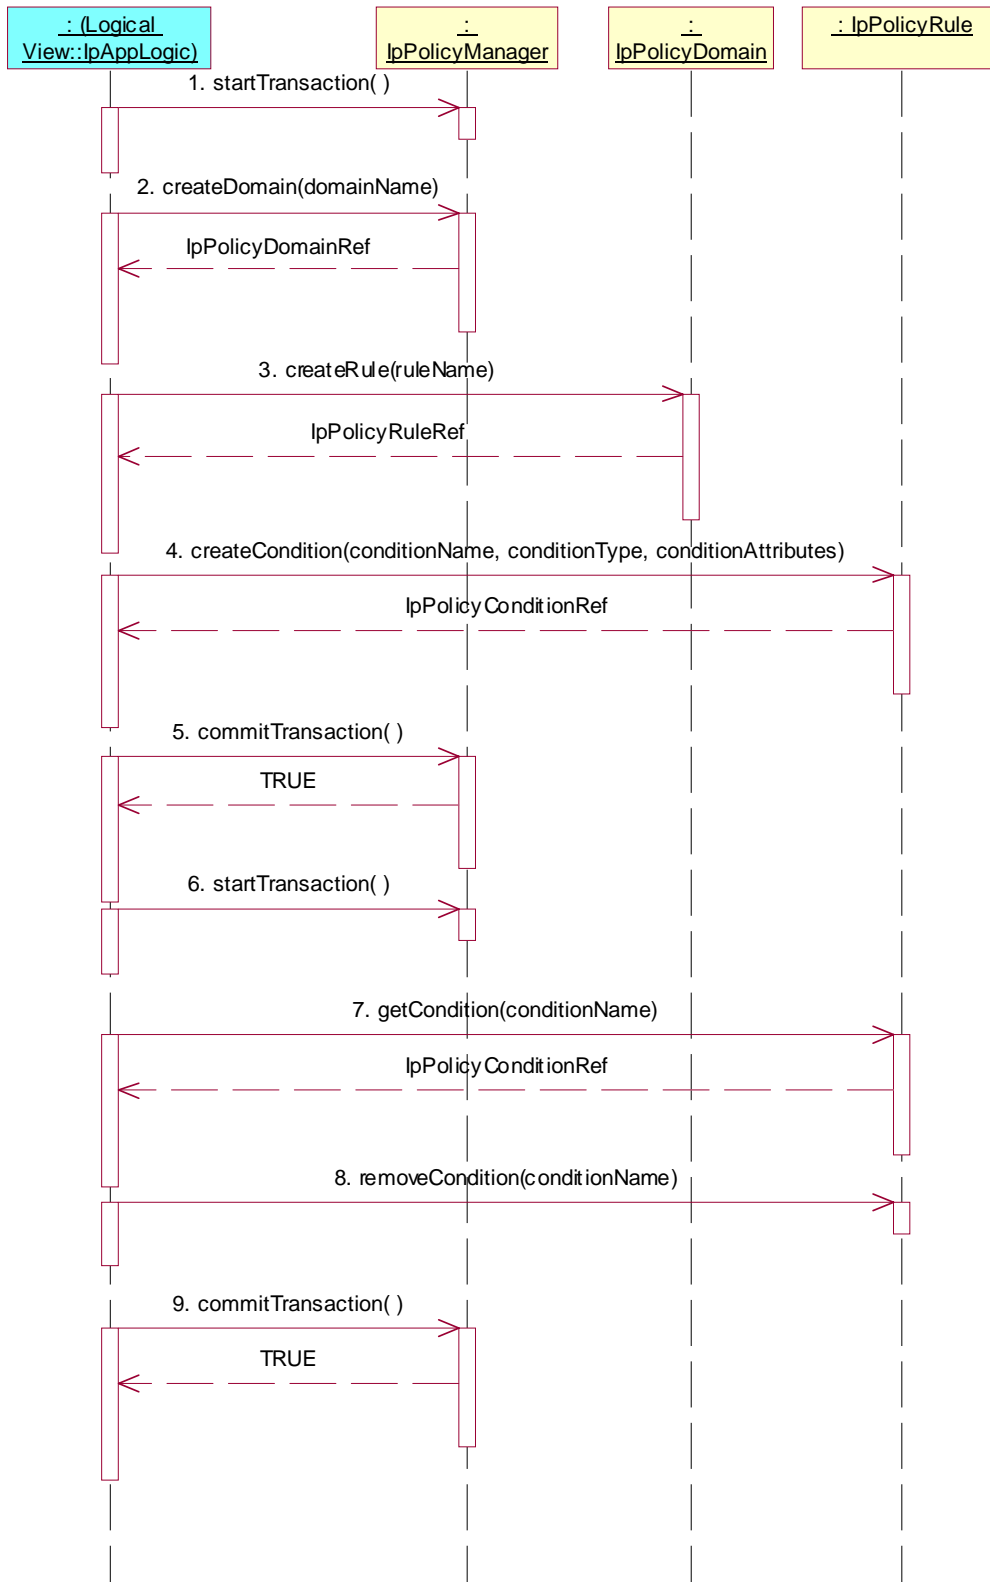 : (Logical
View::IpAppLogic)
:
IpPolicyManager
:
IpPolicyDomain
: IpPolicyRule
1. startTransaction( )
2. createDomain(domainName)
IpPolicyDomainRef
3. createRule(ruleName)
IpPolicyRuleRef
4. createCondition(conditionName, conditionType, conditionAttributes)
IpPolicyConditionRef
5. commitTransaction( )
TRUE
6. startTransaction( )
7. getCondition(conditionName)
IpPolicyConditionRef
8. removeCondition(conditionName)
9. commitTransaction( )
TRUE